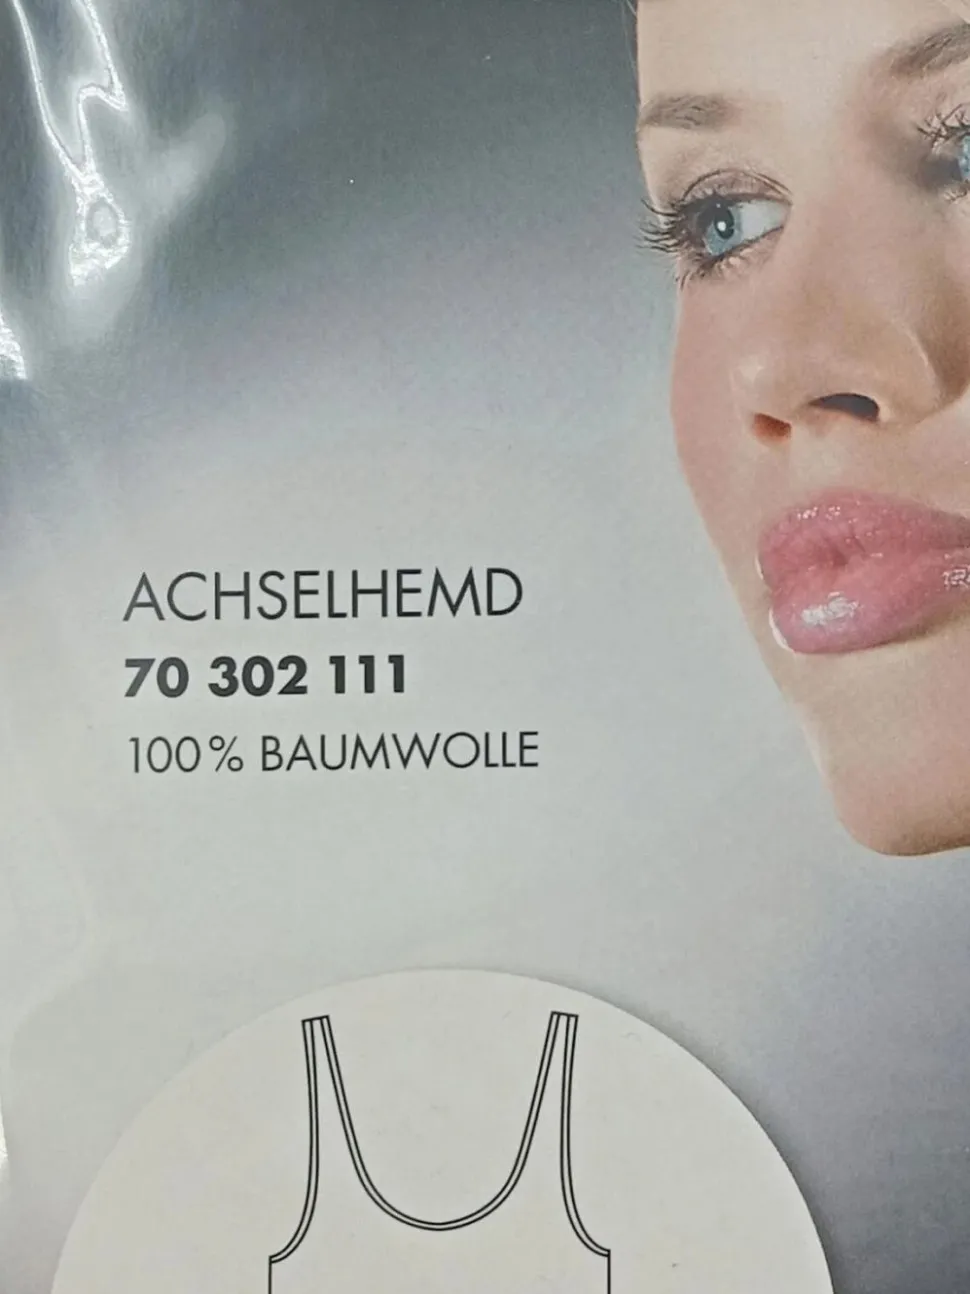 ACHSELHEMD
70 302 111
100% BAUMWOLLE